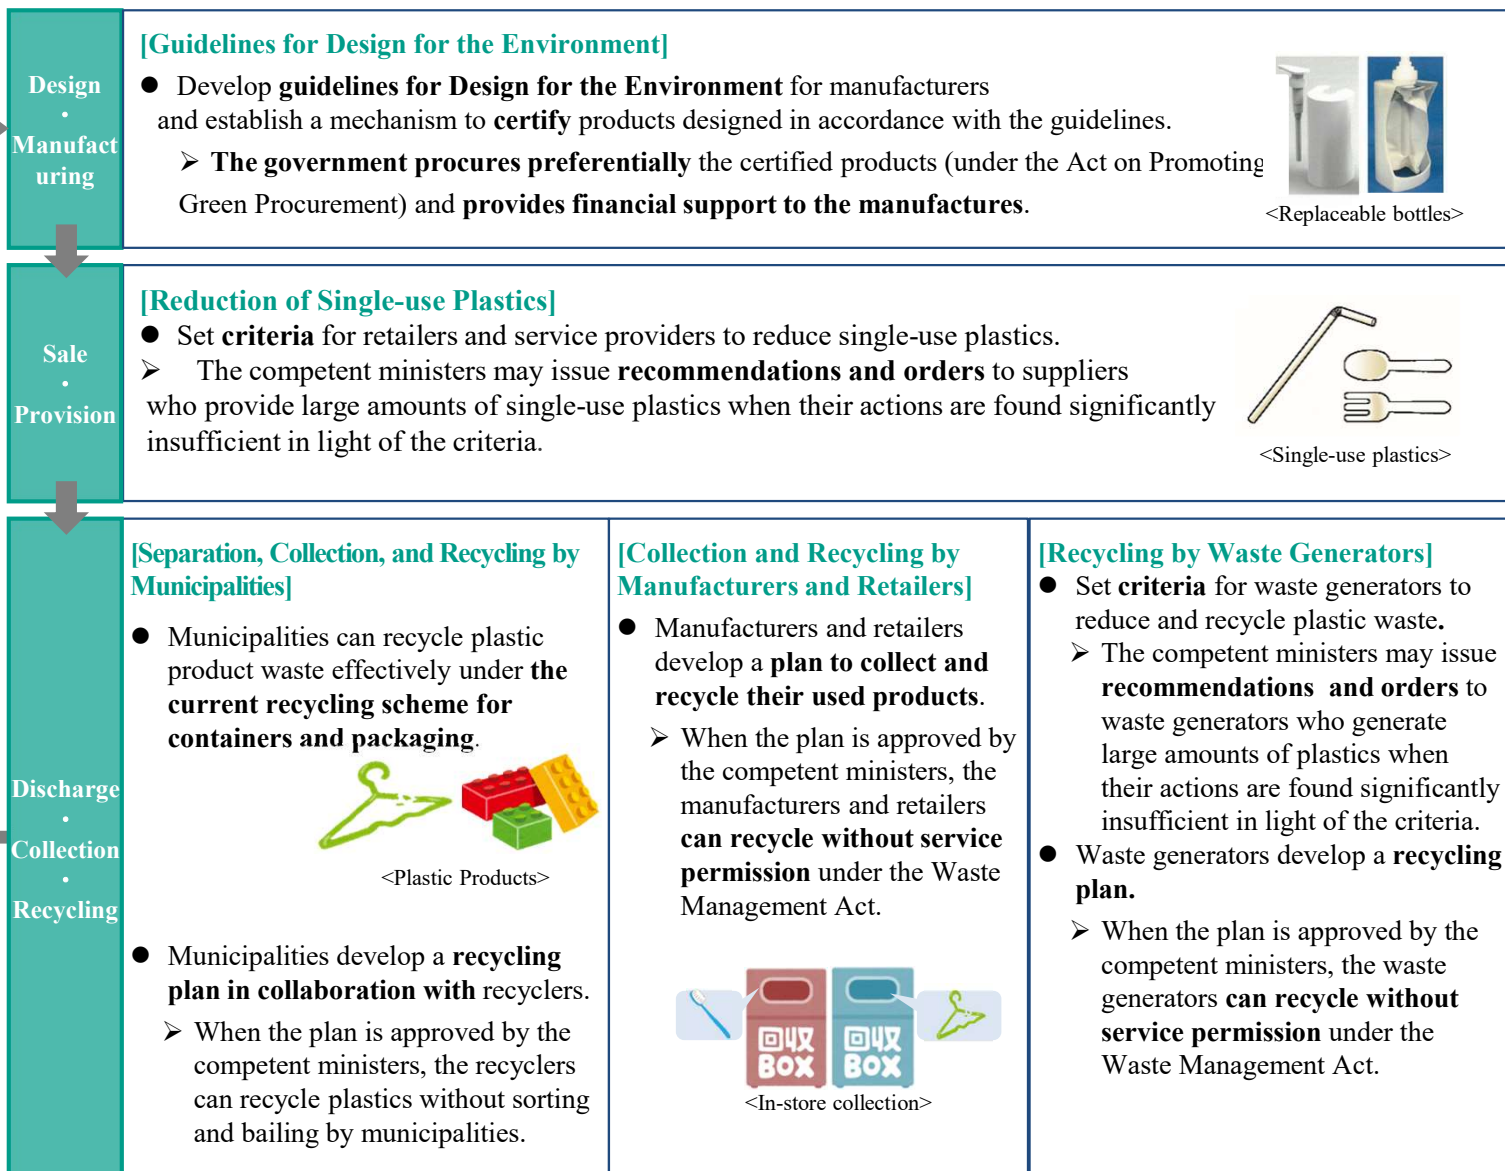 Design
・
Manufact
uring
[Guidelines for Design for the Environment]
● Develop guidelines for Design for the Environment for manufacturers
and establish a mechanism to certify products designed in accordance with the guidelines.
➢ The government procures preferentially the certified products (under the Act on Promoting
Green Procurement) and provides financial support to the manufactures.
<Replaceable bottles>
Sale
・
Provision
[Reduction of Single-use Plastics]
● Set criteria for retailers and service providers to reduce single-use plastics.
➢ The competent ministers may issue recommendations and orders to suppliers
who provide large amounts of single-use plastics when their actions are found significantly
insufficient in light of the criteria.
<Single-use plastics>
Discharge
・
Collection
・
Recycling
[Separation, Collection, and Recycling by
Municipalities]
● Municipalities can recycle plastic
product waste effectively under the
current recycling scheme for
containers and packaging.
<Plastic Products>
● Municipalities develop a recycling
plan in collaboration with recyclers.
➢ When the plan is approved by the
competent ministers, the recyclers
can recycle plastics without sorting
and bailing by municipalities.
[Collection and Recycling by
Manufacturers and Retailers]
● Manufacturers and retailers
develop a plan to collect and
recycle their used products.
➢ When the plan is approved by
the competent ministers, the
manufacturers and retailers
can recycle without service
permission under the Waste
Management Act.
回収
BOX
回収
BOX
<In-store collection>
[Recycling by Waste Generators]
● Set criteria for waste generators to
reduce and recycle plastic waste.
➢ The competent ministers may issue
recommendations and orders to
waste generators who generate
large amounts of plastics when
their actions are found significantly
insufficient in light of the criteria.
● Waste generators develop a recycling
plan.
➢ When the plan is approved by the
competent ministers, the waste
generators can recycle without
service permission under the
Waste Management Act.